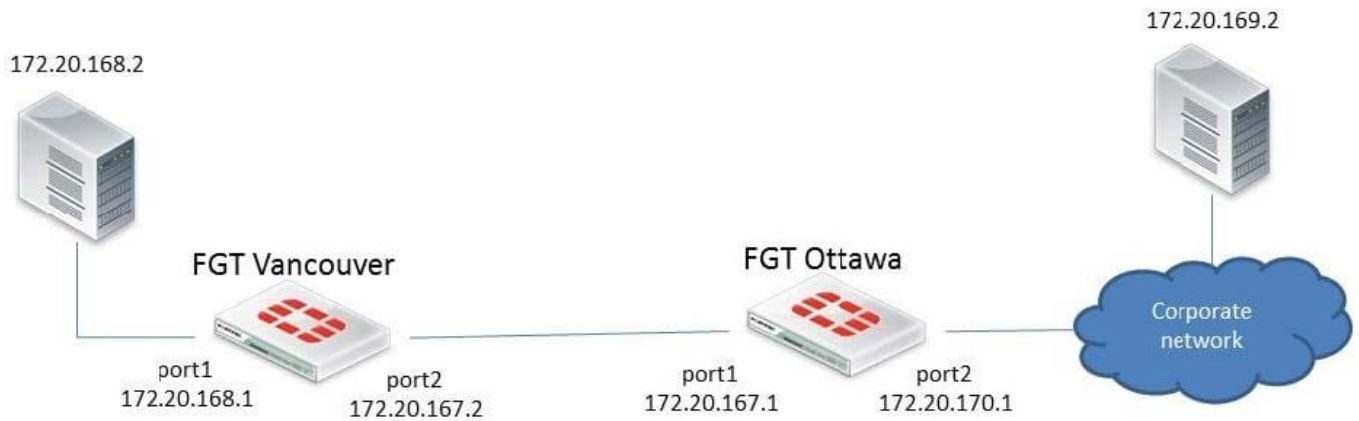 172.20.169.2
172.20.168.2
FGT Vancouver
FGT Ottawa
Corporate
network
port1
172.20.168.1
port2
172.20.167.2
port1
172.20.167.1
port2
172.20.170.1